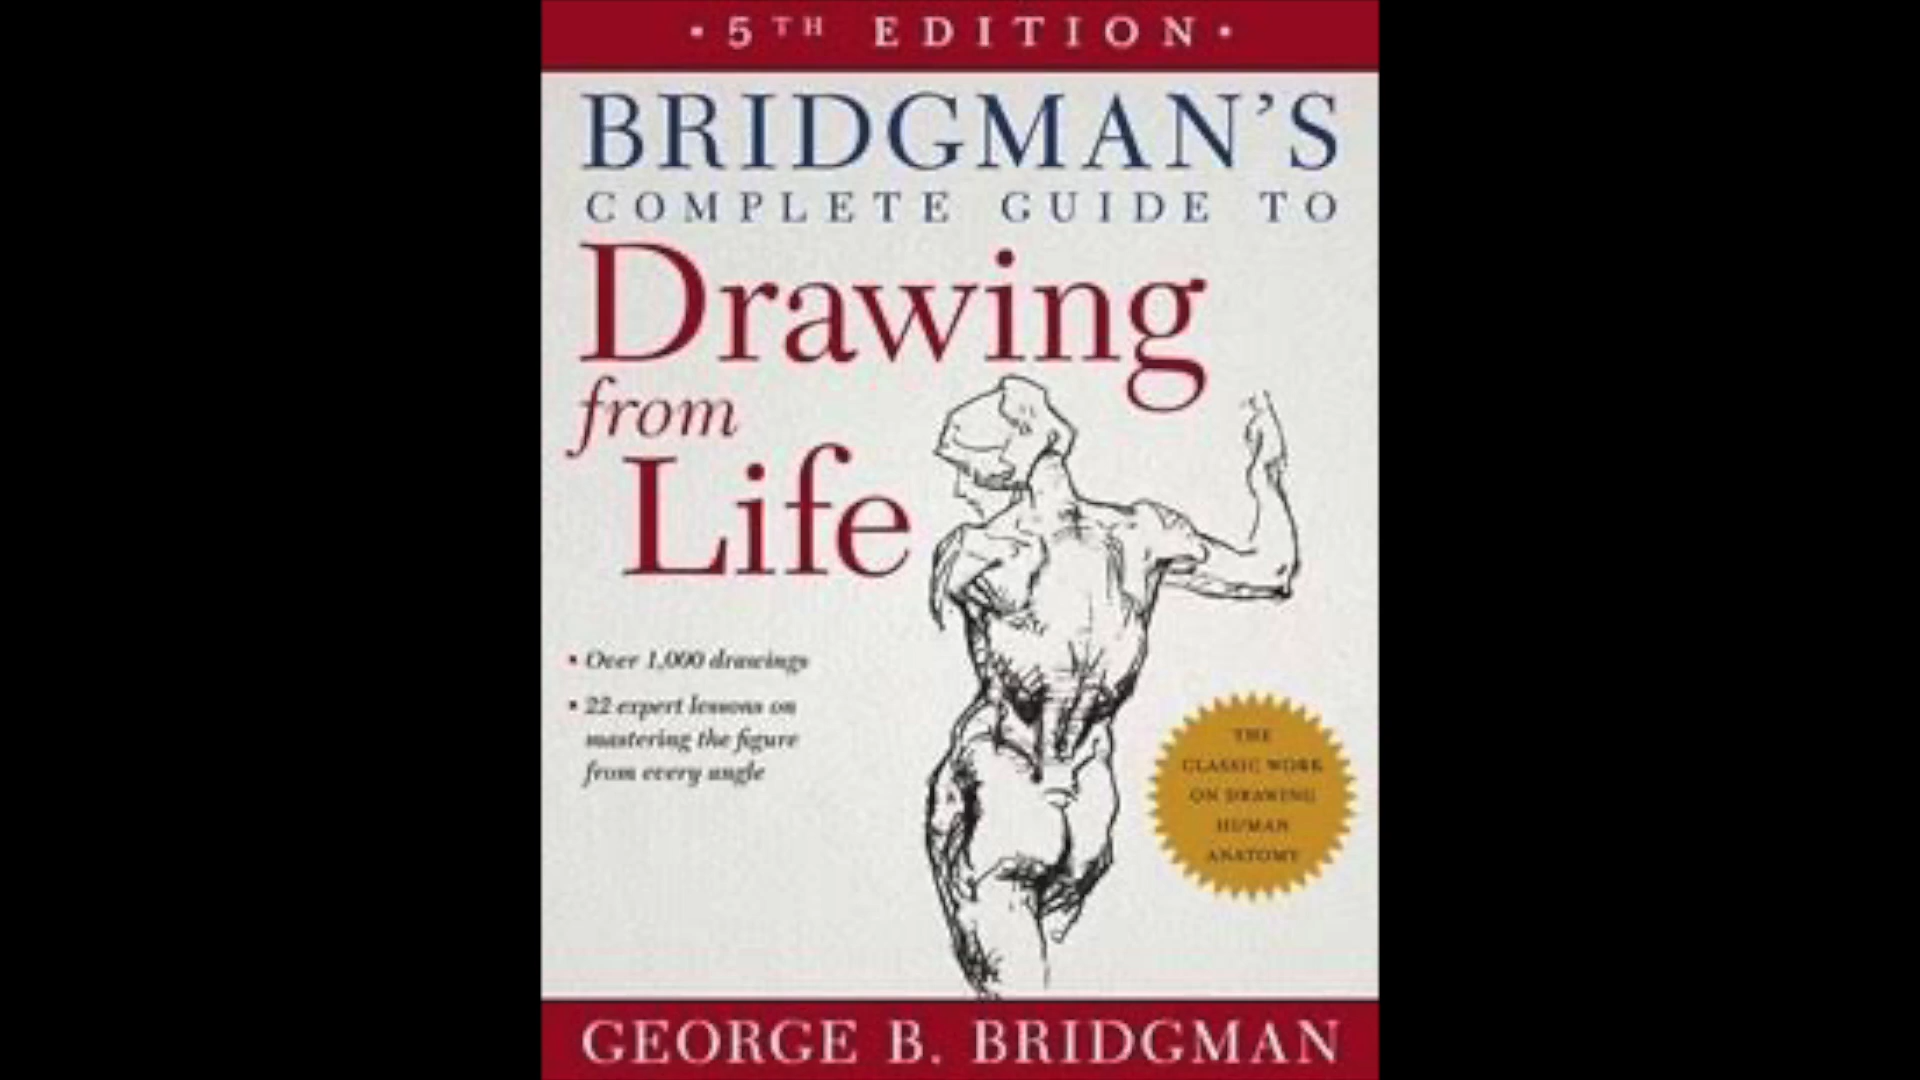 • 5TH EDITION •
BRIDGMAN'S
COMPLETE GUIDE TO
Drawing
from
Life
• Over 1,000 drawings
• 22 expert lessons on
mastering the figure
from every angle
THE
CLASSIC WORK
ON DRAWING
HUMAN
ANATOMY
GEORGE B. BRIDGMAN